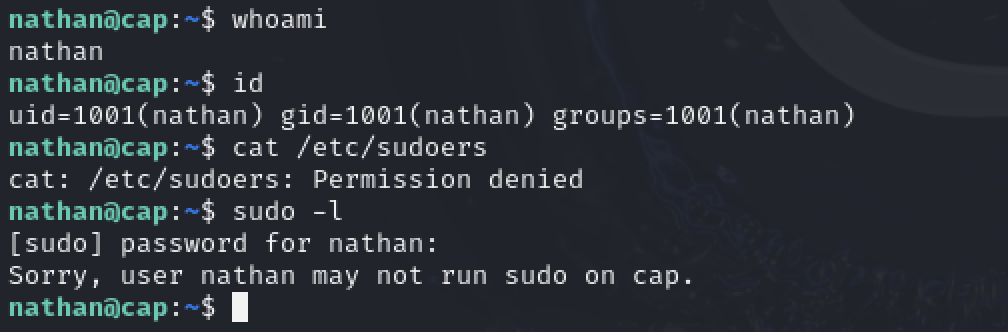 nathan@cap:~$ whoami
nathan
nathan@cap:~$ id
uid=1001(nathan) gid=1001(nathan) groups=1001(nathan)
nathan@cap:~$ cat /etc/sudoers
cat: /etc/sudoers: Permission denied
nathan@cap:~$ sudo -l
[sudo] password for nathan:
Sorry, user nathan may not run sudo on cap.
nathan@cap:~$